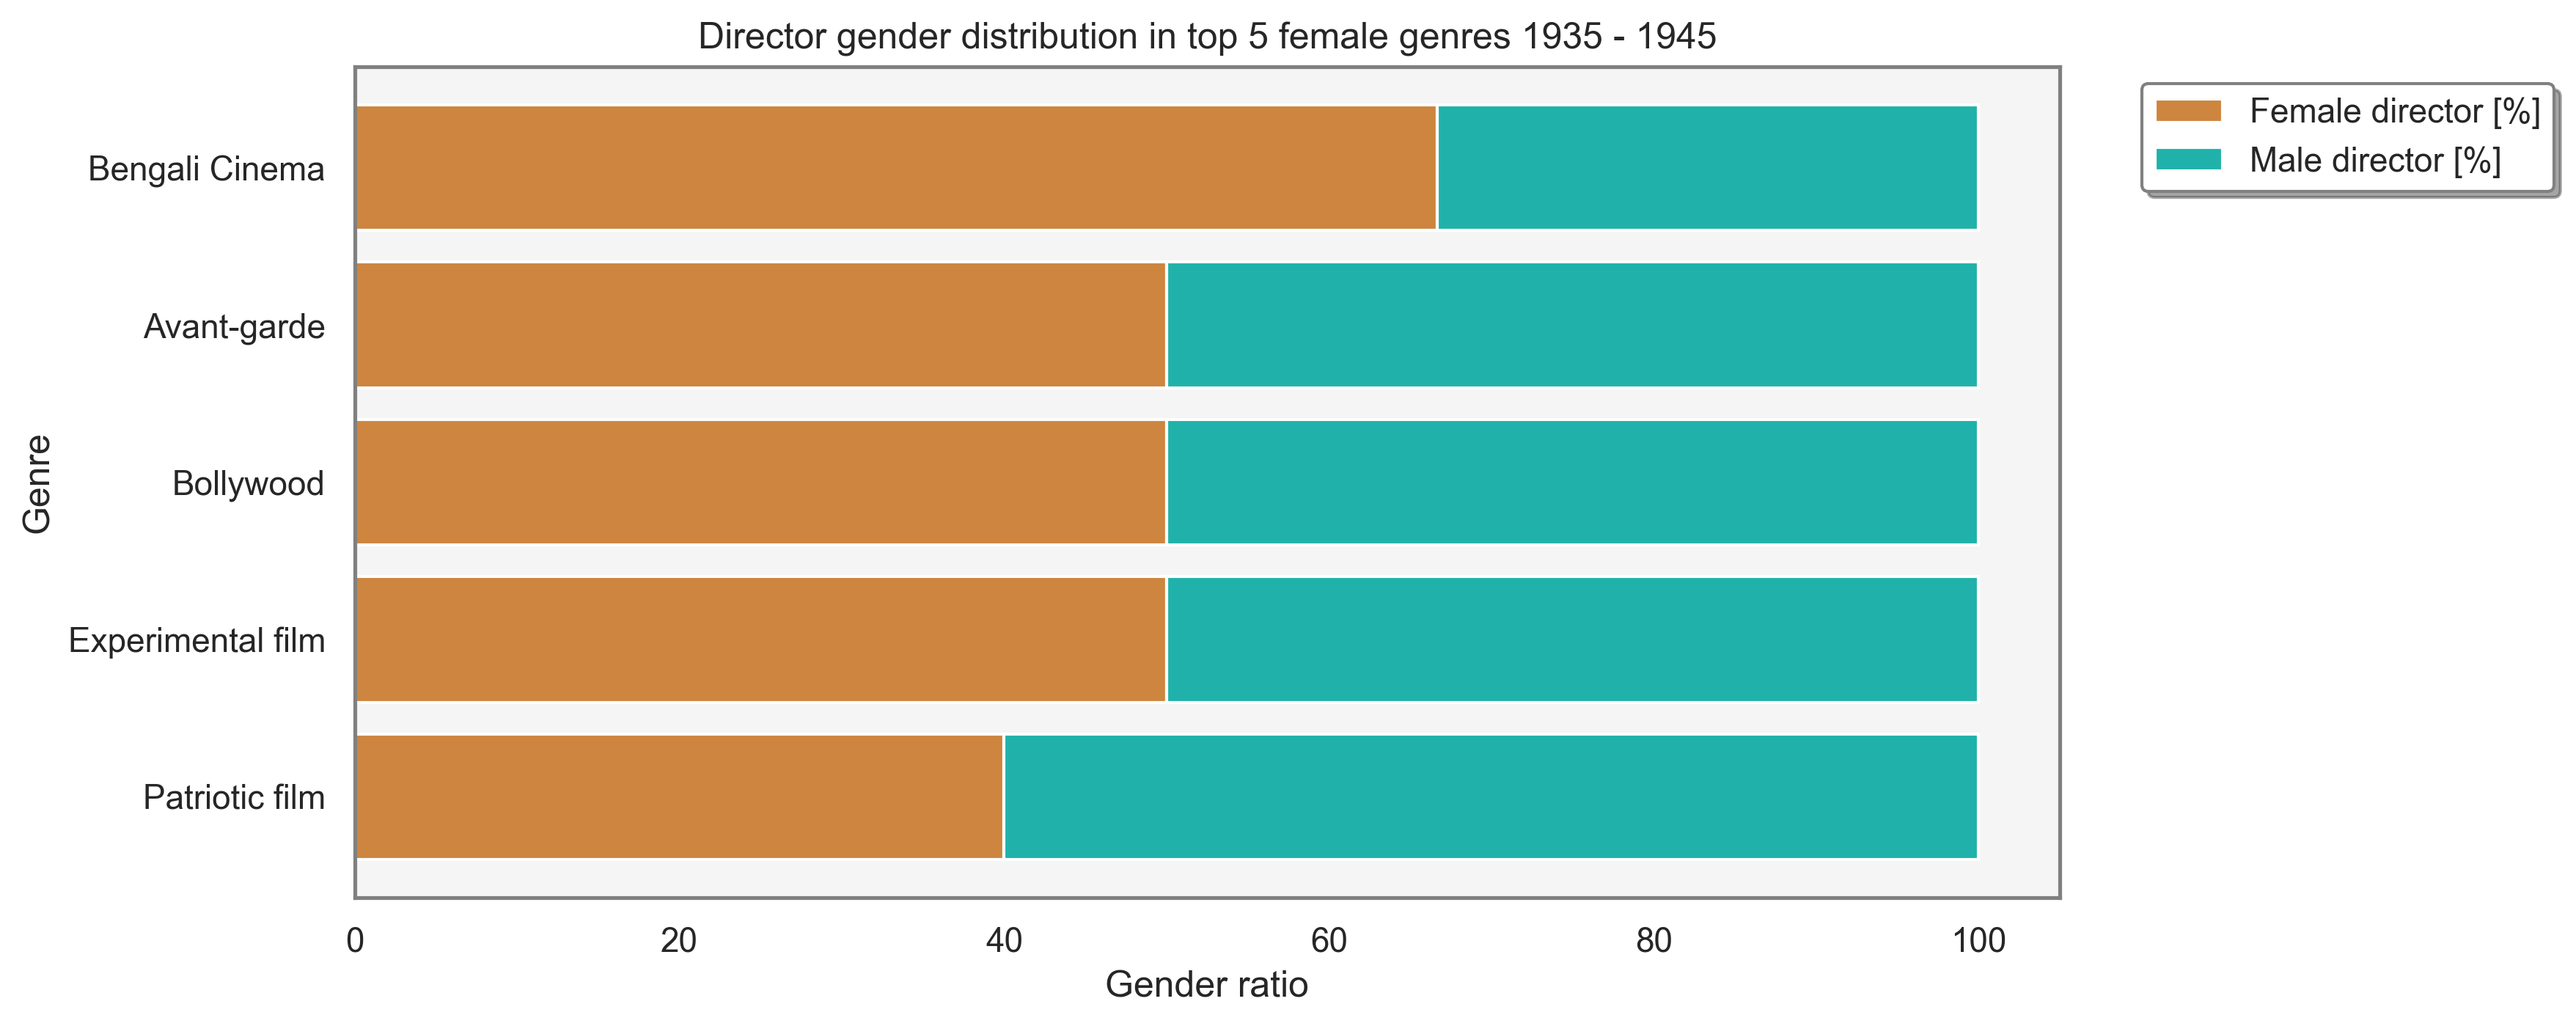 Director gender distribution in top 5 female genres 1935 - 1945
Female director [%]
Male director [%]
Genre
Bengali Cinema
Avant-garde
Bollywood
Experimental film
Patriotic film
0 20 40 60 80 100
Gender ratio